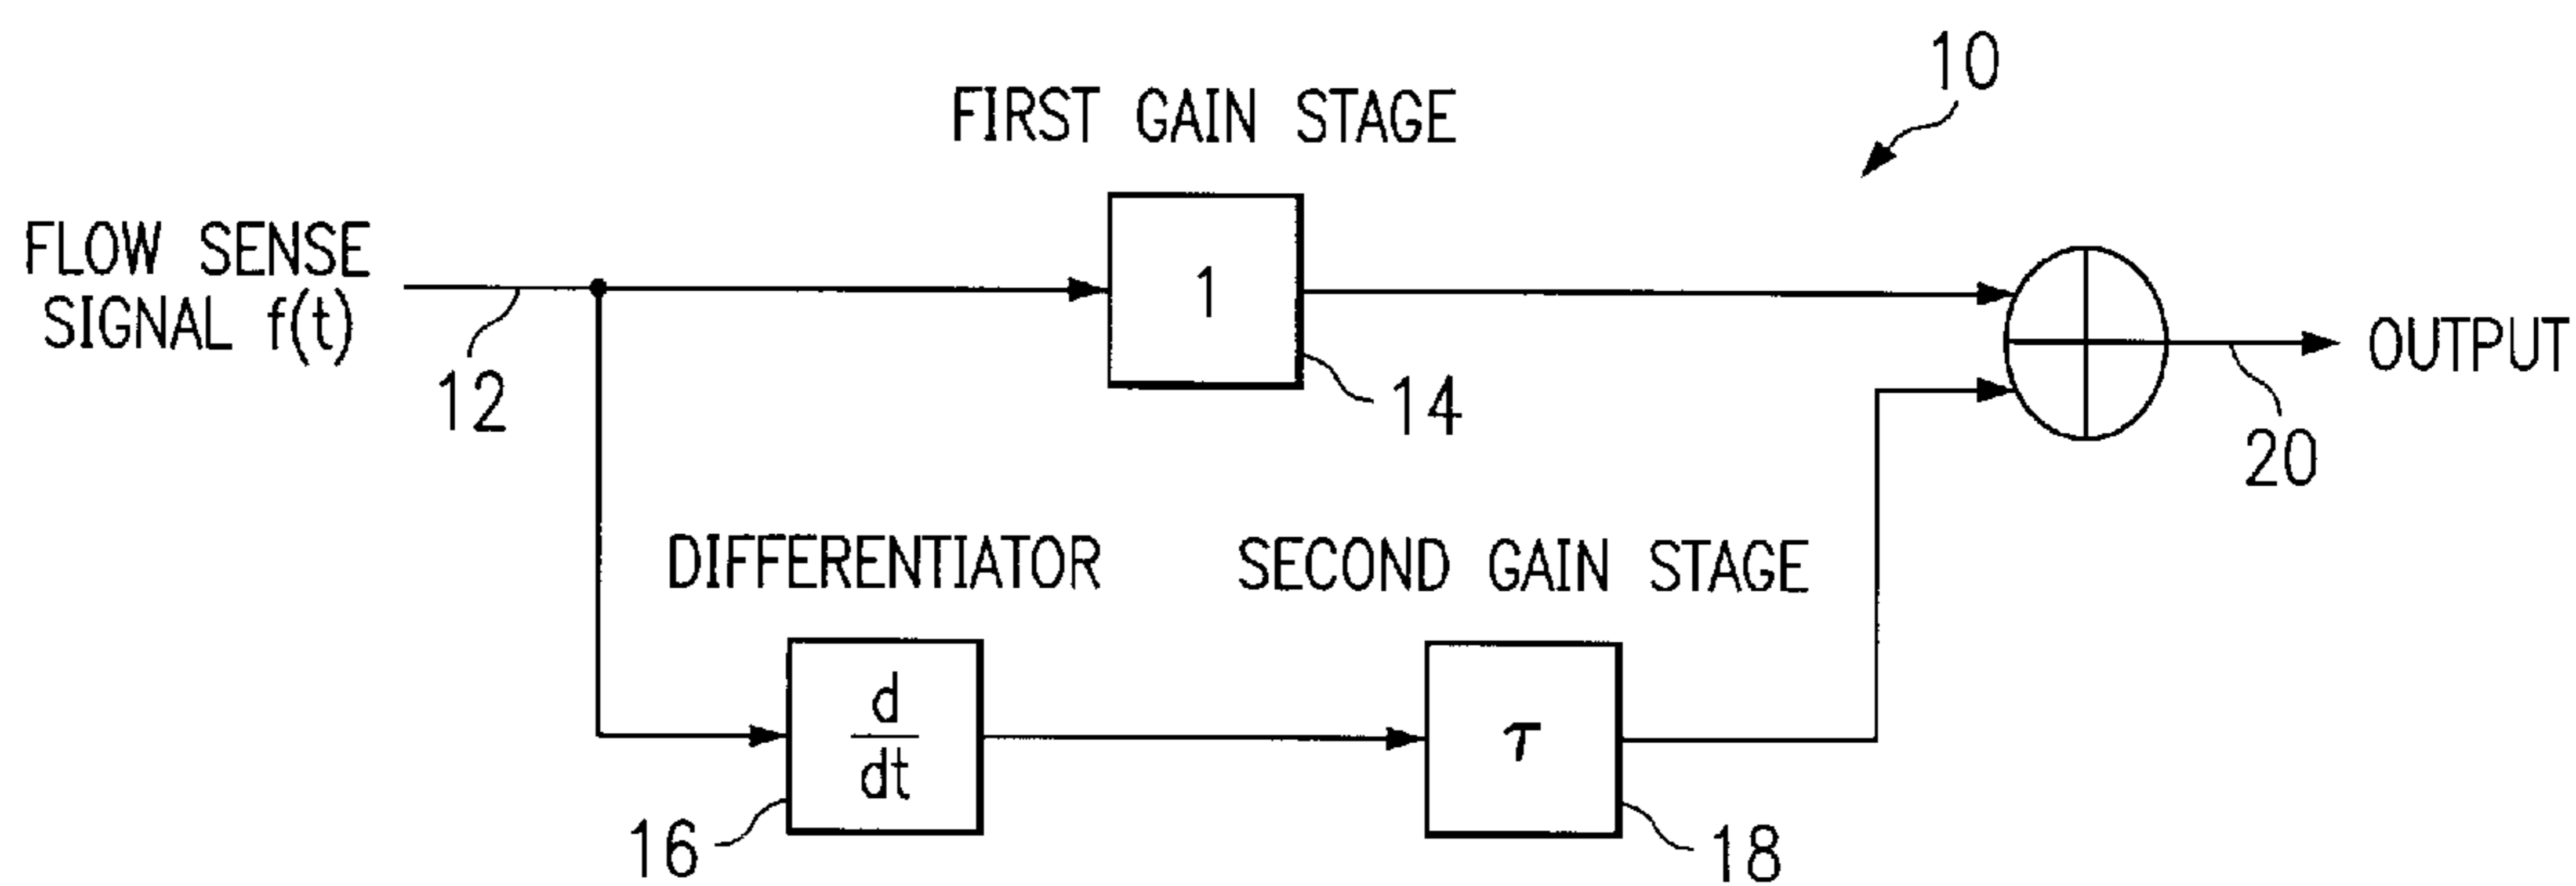 10
FIRST GAIN STAGE
FLOW SENSE
SIGNAL f(t)
12
1
14
OUTPUT
20
DIFFERENTIATOR
SECOND GAIN STAGE
d
dt
16
τ
18